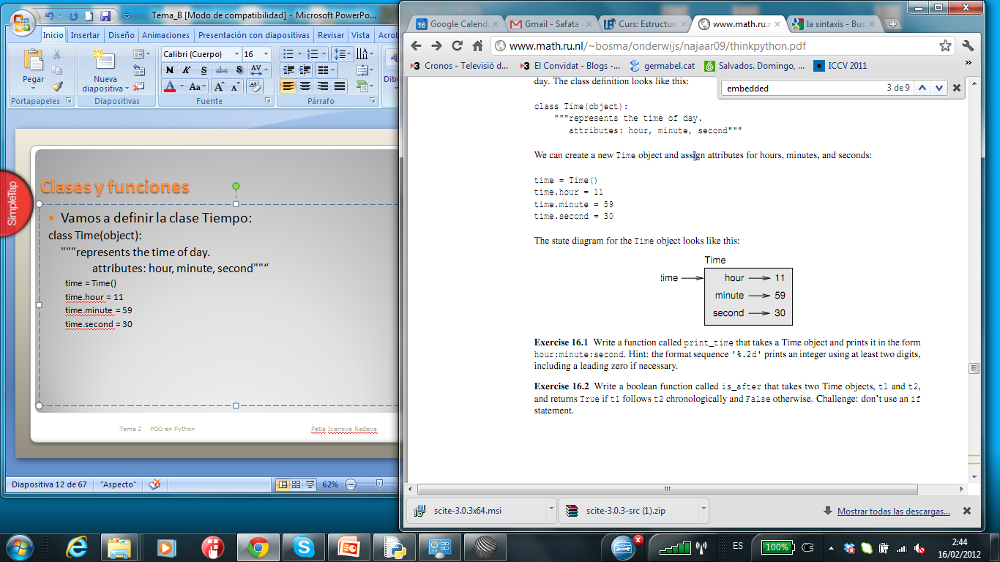 Tema_B [Modo de compatibilidad] - Microsoft PowerPo...
Inicio Insertar Diseño Animaciones Presentación con diapositivas Revisar Vista Acrob
Pegar
Nueva
diapositiva
Calibri (Cuerpo) 16
N K S abc S AV
A Aa A A
Dibu
Portapapeles Diapositivas Fuente Párrafo
SimpleTap
Clases y funciones
• Vamos a definir la clase Tiempo:
class Time(object):
"""represents the time of day.
attributes: hour, minute, second""“
time = Time()
time.hour = 11
time.minute = 59
time.second = 30
Tema 2 POO en Python Petia Ivanova Radeva
Diapositiva 12 de 67 "Aspecto" 62%
16 Google Calenda Gmail - Safata Curs: Estructura www.math.ru.n la sintaxis - Bus
www.math.ru.nl/~bosma/onderwijs/najaar09/thinkpython.pdf
Cronos - Televisió d... El Convidat - Blogs -... germabel.cat Salvados. Domingo, ... ICCV 2011 »
embedded 3 de 9
day. The class definition looks like this:
class Time(object):
"""represents the time of day.
attributes: hour, minute, second"""
We can create a new Time object and assign attributes for hours, minutes, and seconds:
time = Time()
time.hour = 11
time.minute = 59
time.second = 30
The state diagram for the Time object looks like this:
Time
time hour 11
minute 59
second 30
Exercise 16.1 Write a function called print_time that takes a Time object and prints it in the form
hour:minute:second. Hint: the format sequence '%.2d' prints an integer using at least two digits,
including a leading zero if necessary.
Exercise 16.2 Write a boolean function called is_after that takes two Time objects, t1 and t2,
and returns True if t1 follows t2 chronologically and False otherwise. Challenge: don't use an if
statement.
scite-3.0.3x64.msi scite-3.0.3-src (1).zip Mostrar todas las descargas...
ES 100% 2:44
16/02/2012